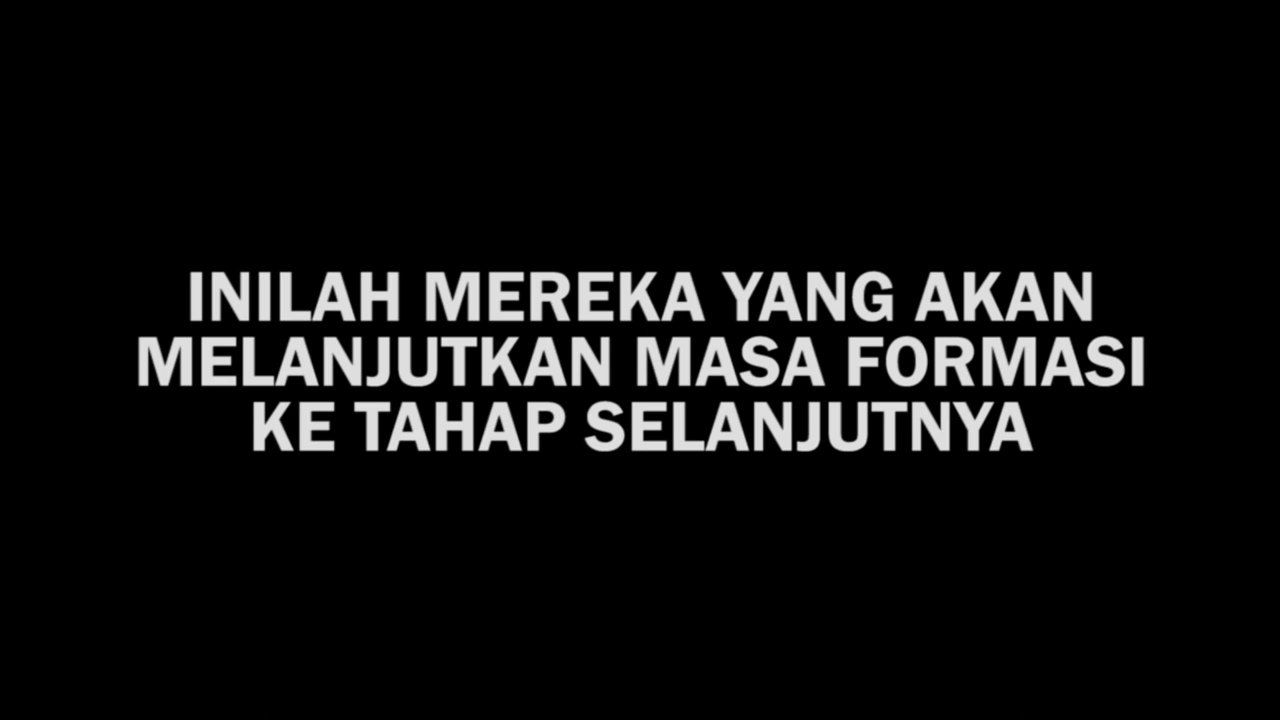 INILAH MEREKA YANG AKAN
MELANJUTKAN MASA FORMASI
KE TAHAP SELANJUTNYA